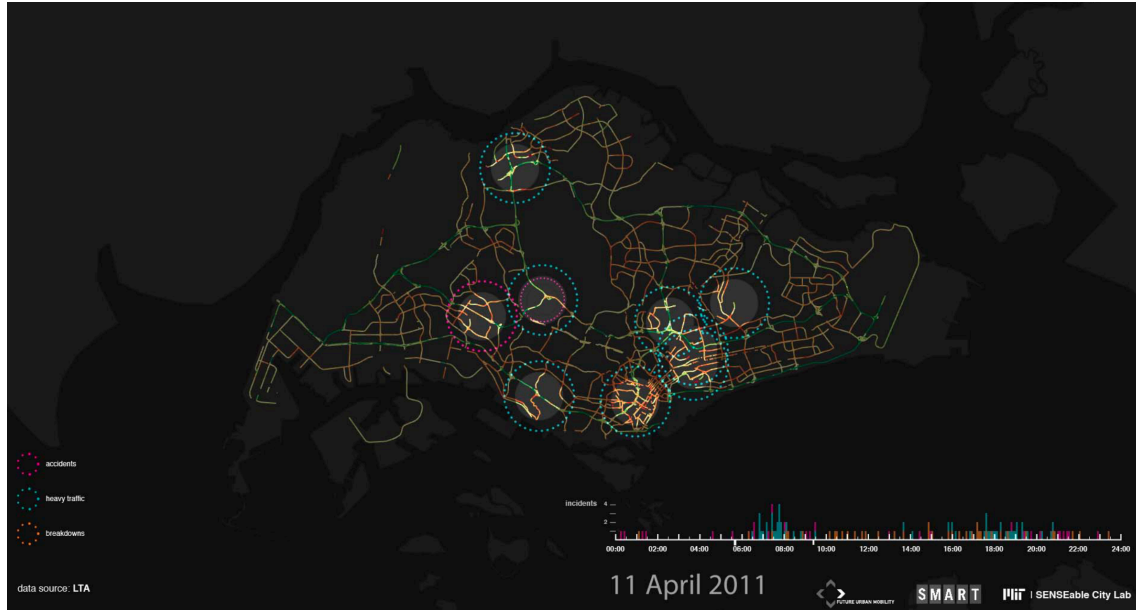 accidents
heavy traffic
breakdowns
incidents
4
2
00:00 02:00 04:00 06:00 08:00 10:00 12:00 14:00 16:00 18:00 20:00 22:00 24:00
data source: LTA
11 April 2011
FUTURE URBAN MOBILITY
SMART
MIT | SENSEable City Lab